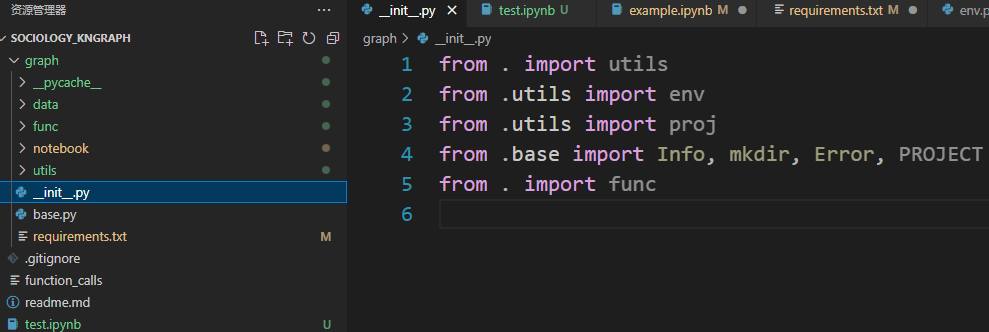 资源管理器
SOCIOLOGY_KNGRAPH
graph
__pycache__
data
func
notebook
utils
__init__.py
base.py
requirements.txt M
.gitignore
function_calls
readme.md
test.ipynb U
__init__.py
test.ipynb U
example.ipynb M
requirements.txt M
env.p
graph > __init__.py
1 from . import utils
2 from .utils import env
3 from .utils import proj
4 from .base import Info, mkdir, Error, PROJECT
5 from . import func
6